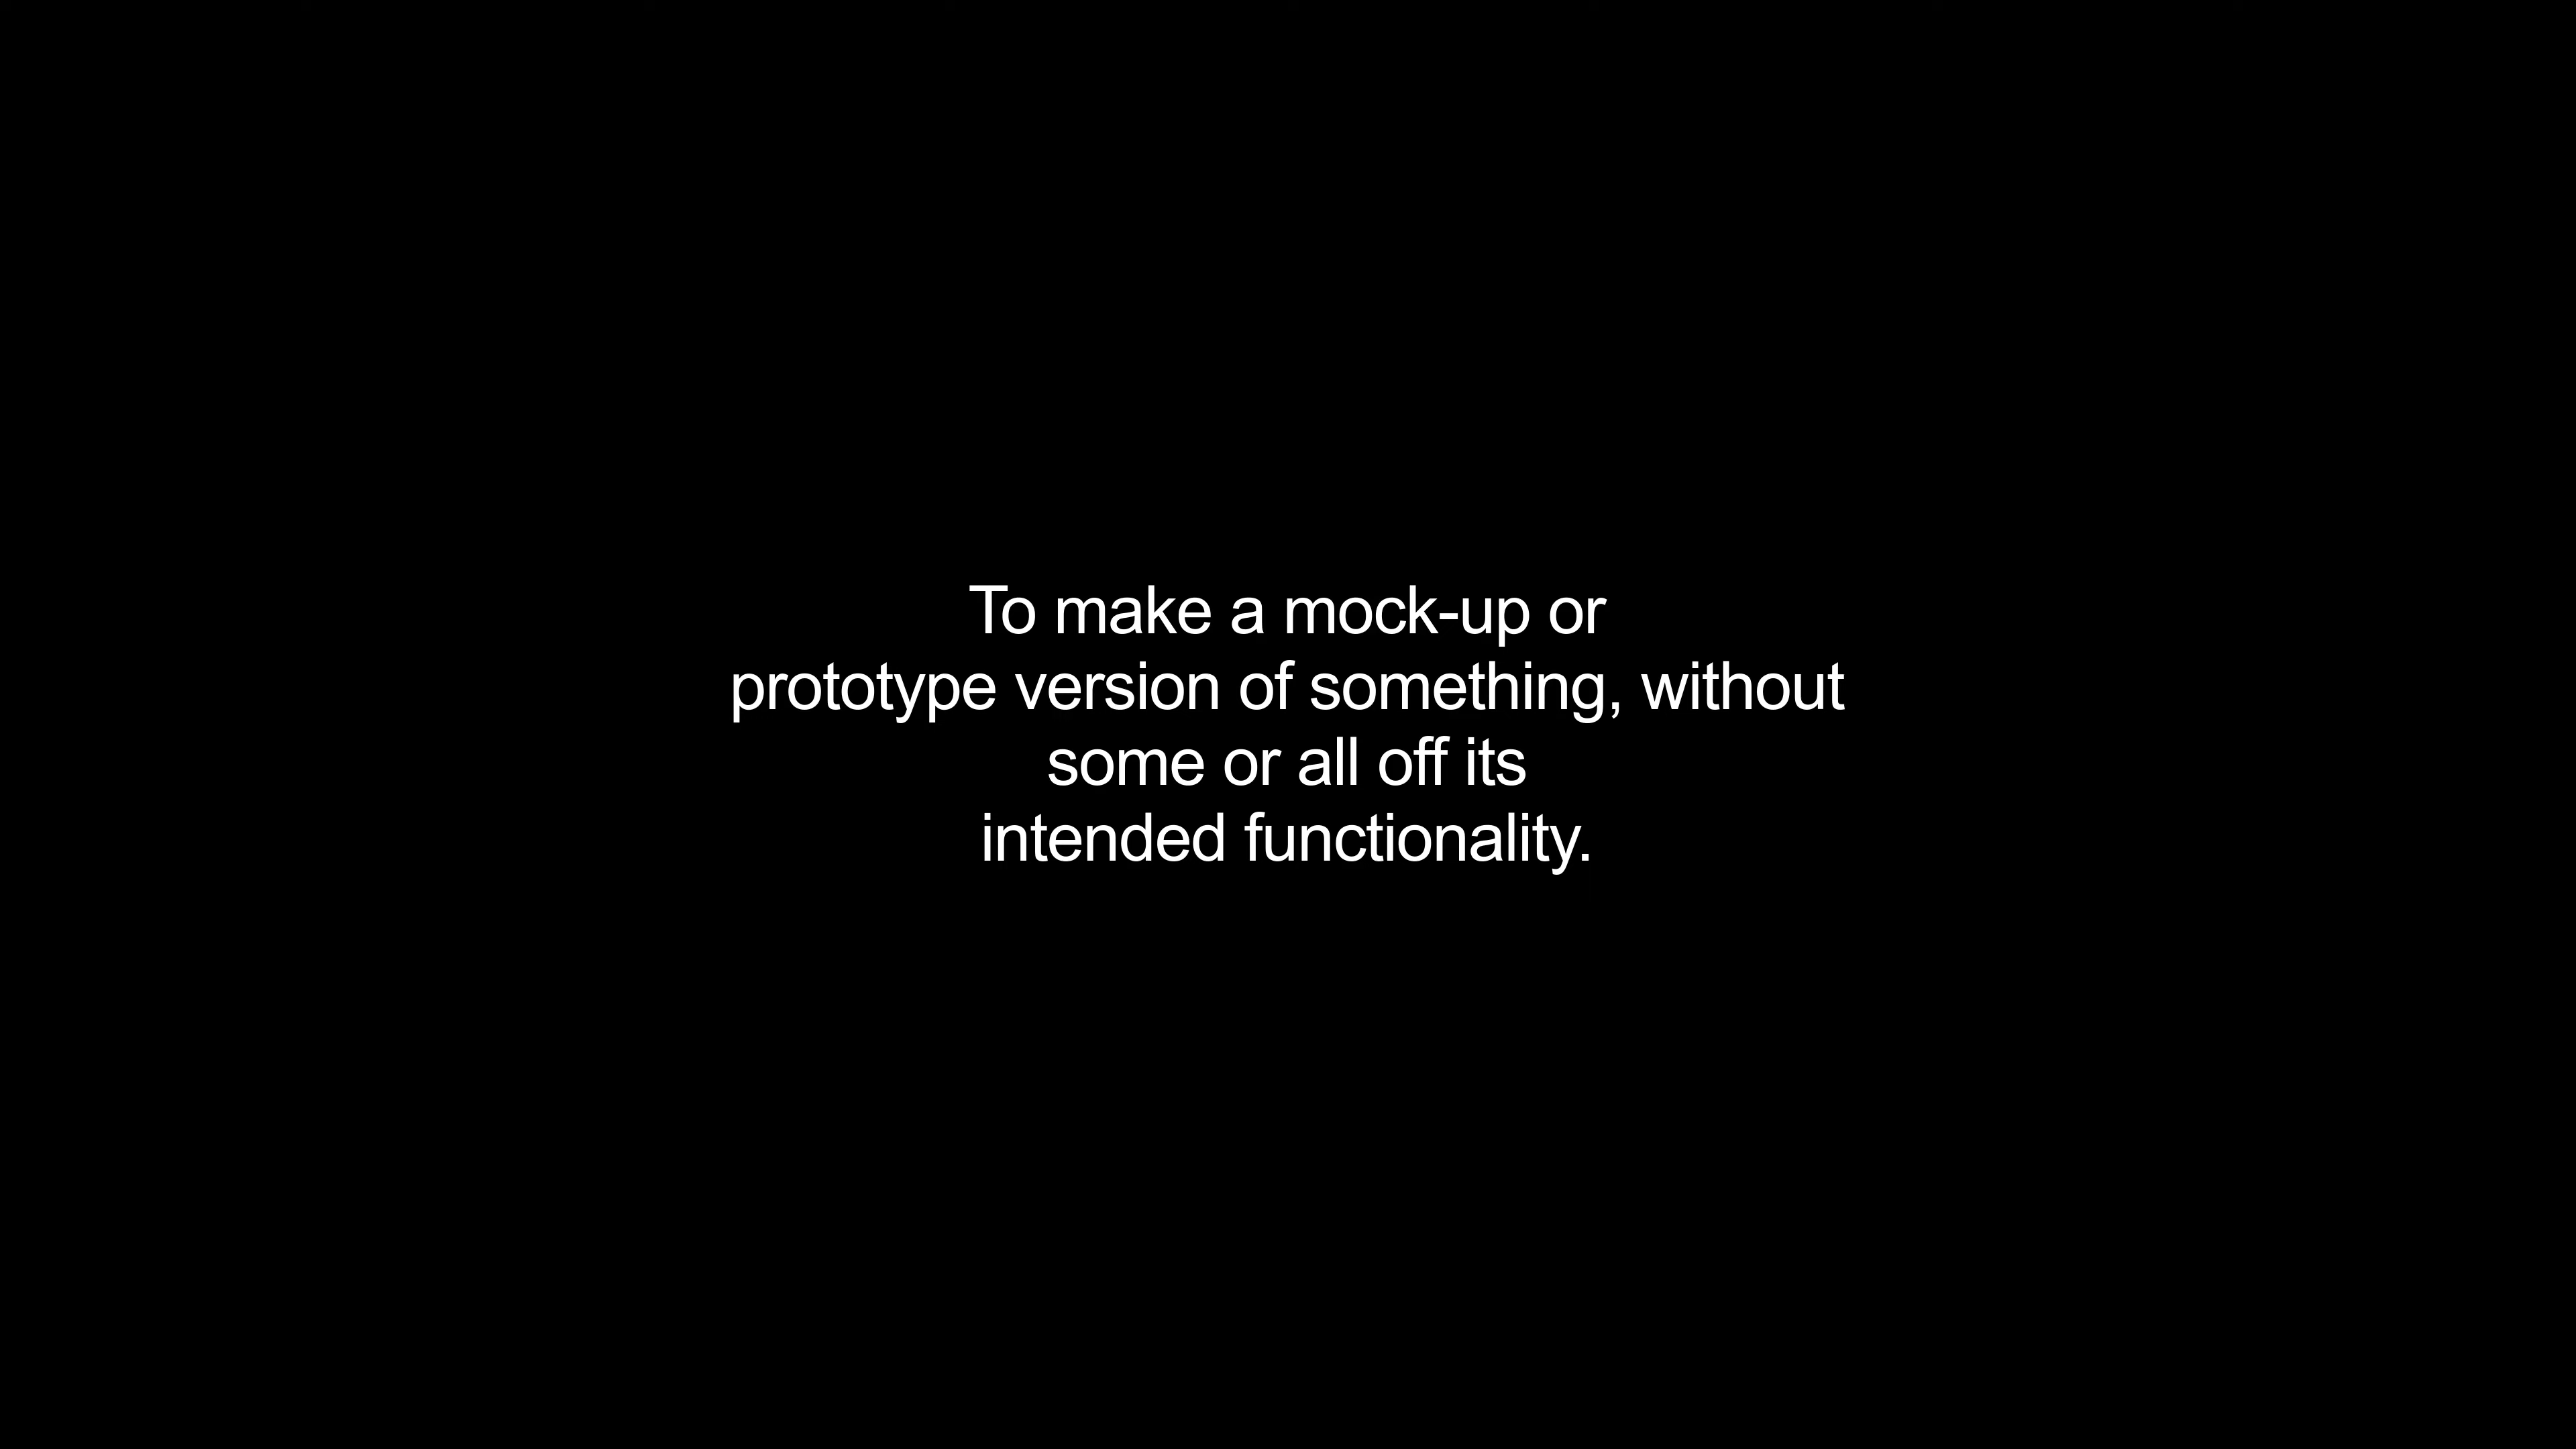 To make a mock-up or
prototype version of something, without
some or all off its
intended functionality.